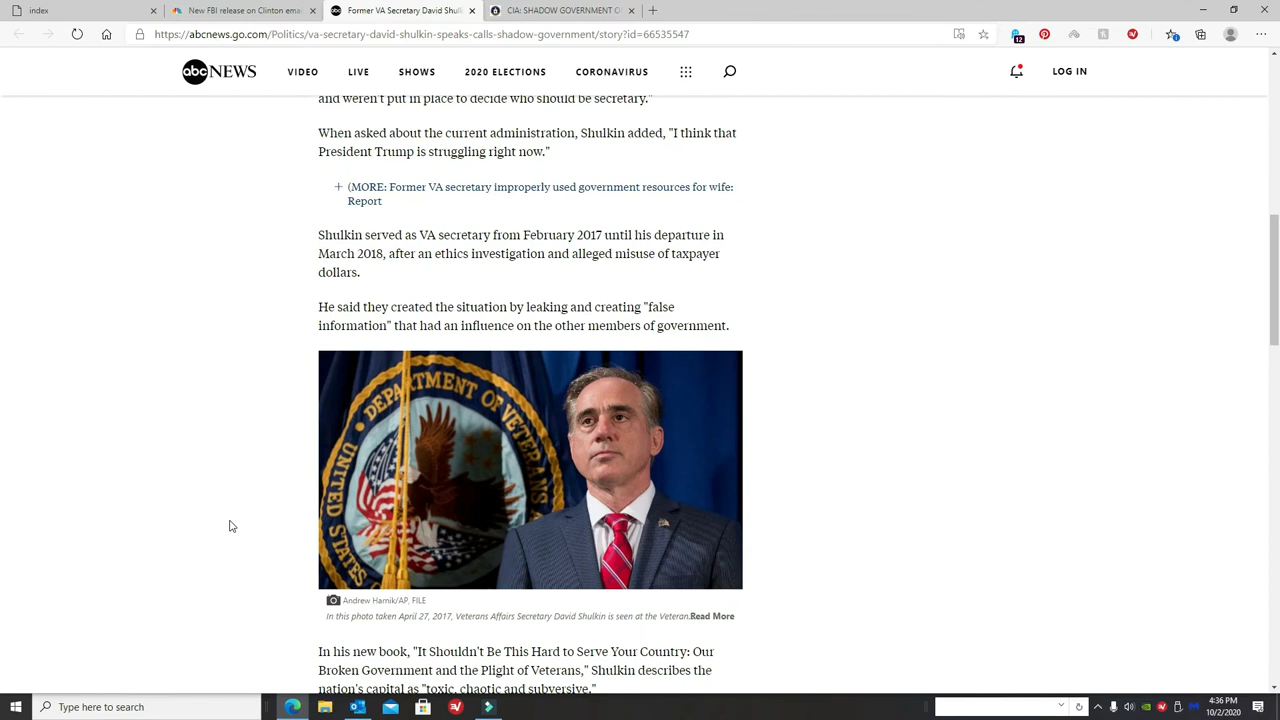 index
New FBI release on Clinton ema
Former VA Secretary David Shulk
CIA: SHADOW GOVERNMENT O
https://abcnews.go.com/Politics/va-secretary-david-shulkin-speaks-calls-shadow-government/story?id=66535547
12
abc NEWS
VIDEO
LIVE
SHOWS
2020 ELECTIONS
CORONAVIRUS
LOG IN
and weren't put in place to decide who should be secretary."
When asked about the current administration, Shulkin added, "I think that
President Trump is struggling right now."
(MORE: Former VA secretary improperly used government resources for wife:
Report
Shulkin served as VA secretary from February 2017 until his departure in
March 2018, after an ethics investigation and alleged misuse of taxpayer
dollars.
He said they created the situation by leaking and creating "false
information" that had an influence on the other members of government.
DEPARTMENT OF VETERANS
UNITED STATES
Andrew Harnik/AP, FILE
In this photo taken April 27, 2017, Veterans Affairs Secretary David Shulkin is seen at the Veteran.Read More
In his new book, "It Shouldn't Be This Hard to Serve Your Country: Our
Broken Government and the Plight of Veterans," Shulkin describes the
nation's capital as "toxic, chaotic and subversive."
Type here to search
4:36 PM
10/2/2020